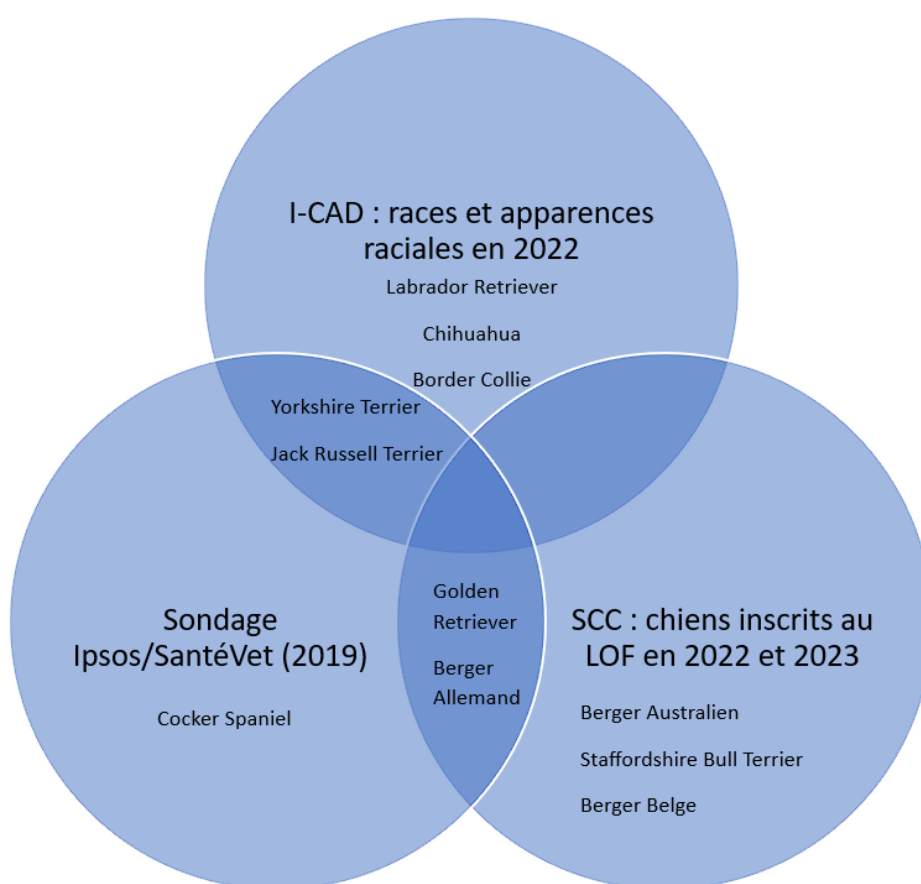 I-CAD : races et apparences
raciales en 2022
Labrador Retriever
Chihuahua
Border Collie
Yorkshire Terrier
Jack Russell Terrier
Golden
Retriever
Berger
Allemand
Sondage
Ipsos/SantéVet (2019)
Cocker Spaniel
SCC : chiens inscrits au
LOF en 2022 et 2023
Berger Australien
Staffordshire Bull Terrier
Berger Belge